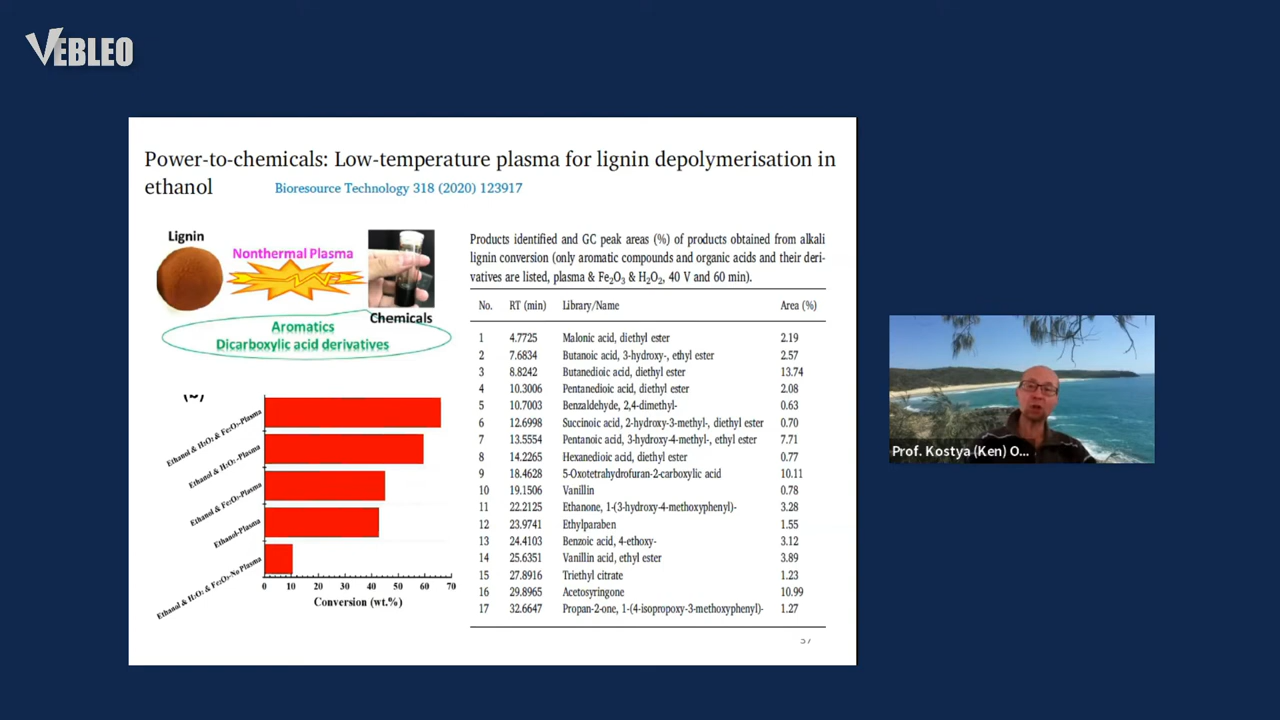 VEBLEO
Power-to-chemicals: Low-temperature plasma for lignin depolymerisation in
ethanol
Bioresource Technology 318 (2020) 123917
Lignin
Nonthermal Plasma
Chemicals
Aromatics
Dicarboxylic acid derivatives
Ethanol & H₂O₂ & Fe₂O₃-Plasma
Ethanol & H₂O₂-Plasma
Ethanol & Fe₂O₃-Plasma
Ethanol-Plasma
Ethanol & H₂O₂ & Fe₂O₃-No Plasma
0 10 20 30 40 50 60 70
Conversion (wt.%)
Products identified and GC peak areas (%) of products obtained from alkali
lignin conversion (only aromatic compounds and organic acids and their deri-
vatives are listed, plasma & Fe₂O₃ & H₂O₂, 40 V and 60 min).
No. RT (min) Library/Name Area (%)
1 4.7725 Malonic acid, diethyl ester 2.19
2 7.6834 Butanoic acid, 3-hydroxy-, ethyl ester 2.57
3 8.8242 Butanedioic acid, diethyl ester 13.74
4 10.3006 Pentanedioic acid, diethyl ester 2.08
5 10.7003 Benzaldehyde, 2,4-dimethyl- 0.63
6 12.6998 Succinic acid, 2-hydroxy-3-methyl-, diethyl ester 0.70
7 13.5554 Pentanoic acid, 3-hydroxy-4-methyl-, ethyl ester 7.71
8 14.2265 Hexanedioic acid, diethyl ester 0.77
9 18.4628 5-Oxotetrahydrofuran-2-carboxylic acid 10.11
10 19.1506 Vanillin 0.78
11 22.2125 Ethanone, 1-(3-hydroxy-4-methoxyphenyl)- 3.28
12 23.9741 Ethylparaben 1.55
13 24.4103 Benzoic acid, 4-ethoxy- 3.12
14 25.6351 Vanillin acid, ethyl ester 3.89
15 27.8916 Triethyl citrate 1.23
16 29.8965 Acetosyringone 10.99
17 32.6647 Propan-2-one, 1-(4-isopropoxy-3-methoxyphenyl)- 1.27
Prof. Kostya (Ken) O...